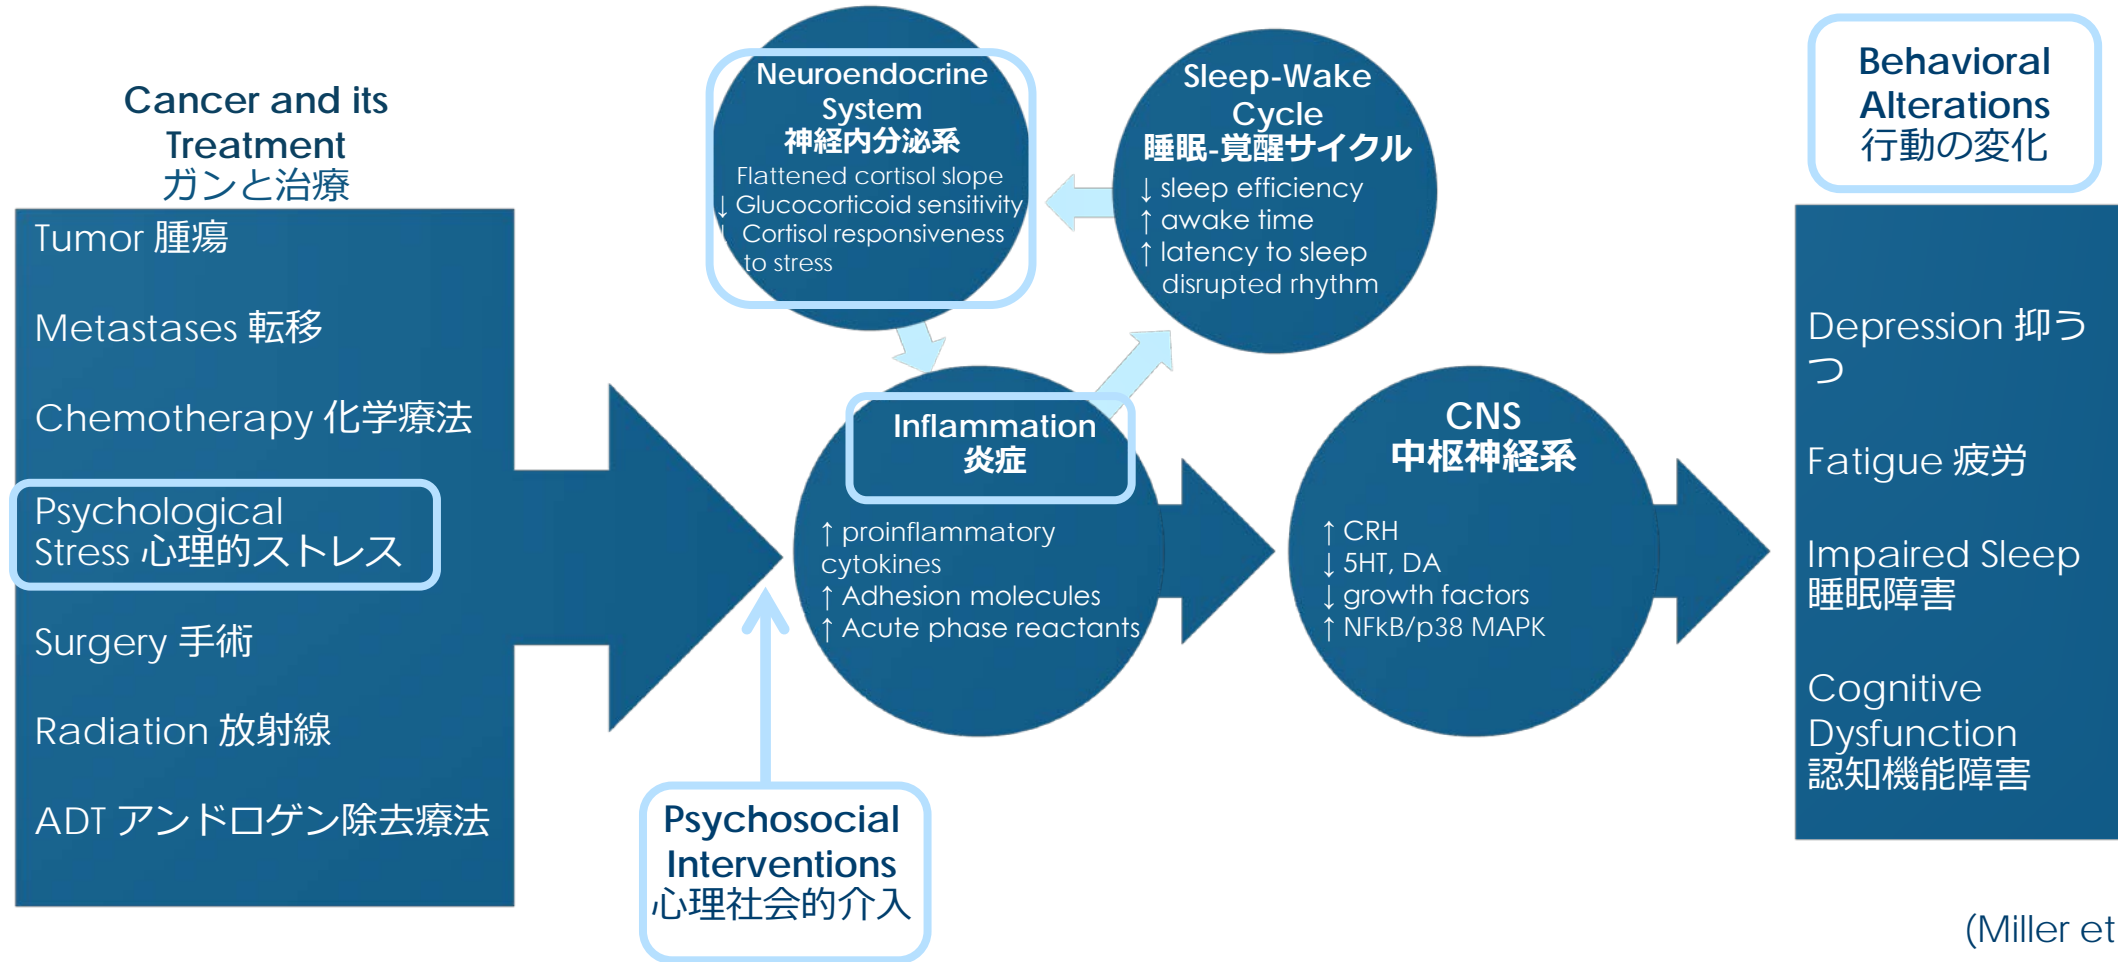 Cancer and its
Treatment
ガンと治療
Tumor 腫瘍
Metastases 転移
Chemotherapy 化学療法
Psychological
Stress 心理的ストレス
Surgery 手術
Radiation 放射線
ADT アンドロゲン除去療法
Neuroendocrine
System
神経内分泌系
Flattened cortisol slope
↓ Glucocorticoid sensitivity
↓ Cortisol responsiveness
to stress
Sleep-Wake
Cycle
睡眠-覚醒サイクル
↓ sleep efficiency
↑ awake time
↑ latency to sleep
disrupted rhythm
Inflammation
炎症
↑ proinflammatory
cytokines
↑ Adhesion molecules
↑ Acute phase reactants
Psychosocial
Interventions
心理社会的介入
CNS
中枢神経系
↑ CRH
↓ 5HT, DA
↓ growth factors
↑ NFkB/p38 MAPK
Behavioral
Alterations
行動の変化
Depression 抑う
つ
Fatigue 疲労
Impaired Sleep
睡眠障害
Cognitive
Dysfunction
認知機能障害
(Miller et